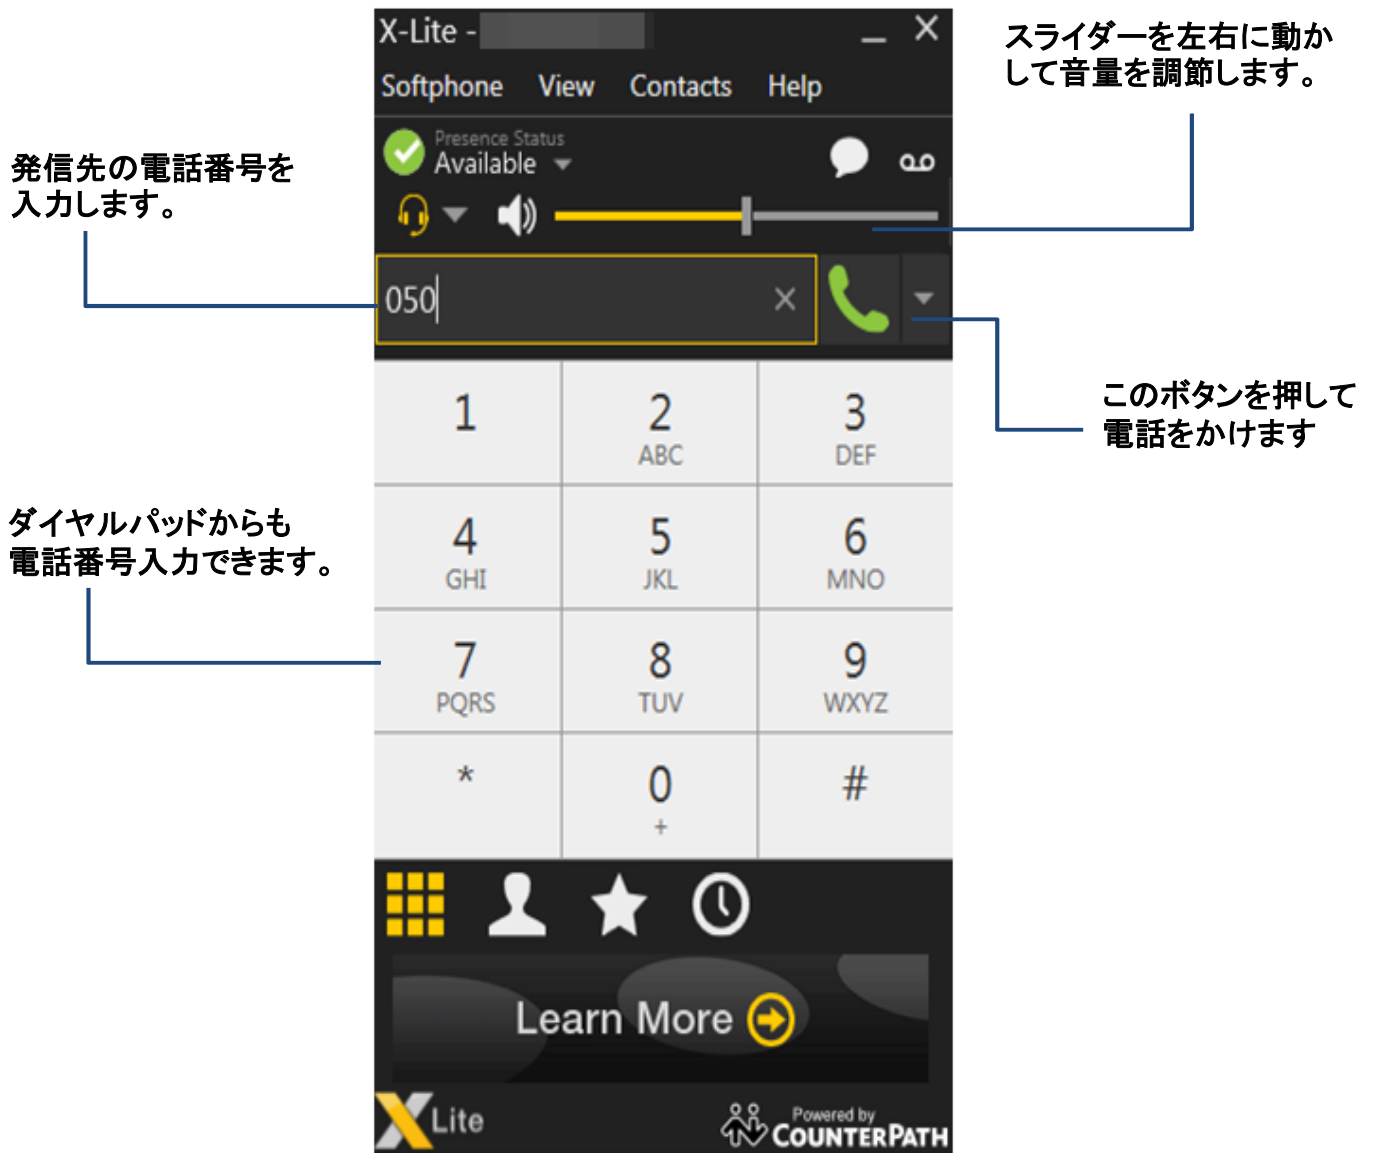 X-Lite -
Softphone View Contacts Help
Presence Status
Available
スライダーを左右に動か
して音量を調節します。
発信先の電話番号を
入力します。
050
このボタンを押して
電話をかけます
ダイヤルパッドからも
電話番号入力できます。
1 2 3
ABC DEF
4 5 6
GHI JKL MNO
7 8 9
PQRS TUV WXYZ
* 0 #
+
Learn More
XLite
Powered by
COUNTERPATH